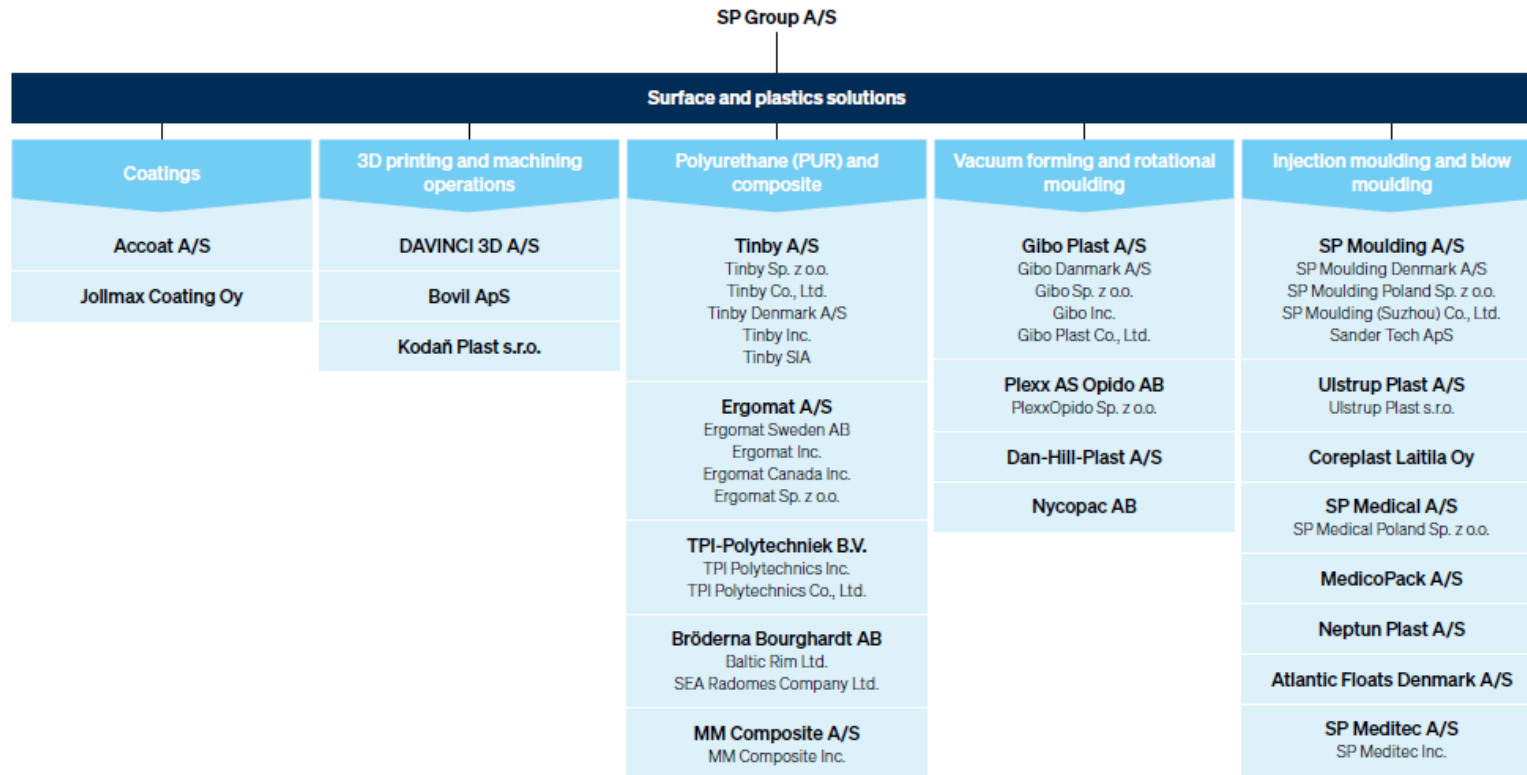 SP Group A/S
Surface and plastics solutions
Coatings
Accoat A/S
Jollmax Coating Oy
3D printing and machining
operations
DAVINCI 3D A/S
Bovil ApS
Kodaň Plast s.r.o.
Polyurethane (PUR) and
composite
Tinby A/S
Tinby Sp. z o.o.
Tinby Co., Ltd.
Tinby Denmark A/S
Tinby Inc.
Tinby SIA
Ergomat A/S
Ergomat Sweden AB
Ergomat Inc.
Ergomat Canada Inc.
Ergomat Sp. z o.o.
TPI-Polytechniek B.V.
TPI Polytechnics Inc.
TPI Polytechnics Co., Ltd.
Bröderna Bourghardt AB
Baltic Rim Ltd.
SEA Radomes Company Ltd.
MM Composite A/S
MM Composite Inc.
Vacuum forming and rotational
moulding
Gibo Plast A/S
Gibo Danmark A/S
Gibo Sp. z o.o.
Gibo Inc.
Gibo Plast Co., Ltd.
Plexx AS Opido AB
PlexxOpido Sp. z o.o.
Dan-Hill-Plast A/S
Nycopac AB
Injection moulding and blow
moulding
SP Moulding A/S
SP Moulding Denmark A/S
SP Moulding Poland Sp. z o.o.
SP Moulding (Suzhou) Co., Ltd.
Sander Tech ApS
Ulstrup Plast A/S
Ulstrup Plast s.r.o.
Coreplast Laitila Oy
SP Medical A/S
SP Medical Poland Sp. z o.o.
MedicoPack A/S
Neptun Plast A/S
Atlantic Floats Denmark A/S
SP Meditec A/S
SP Meditec Inc.